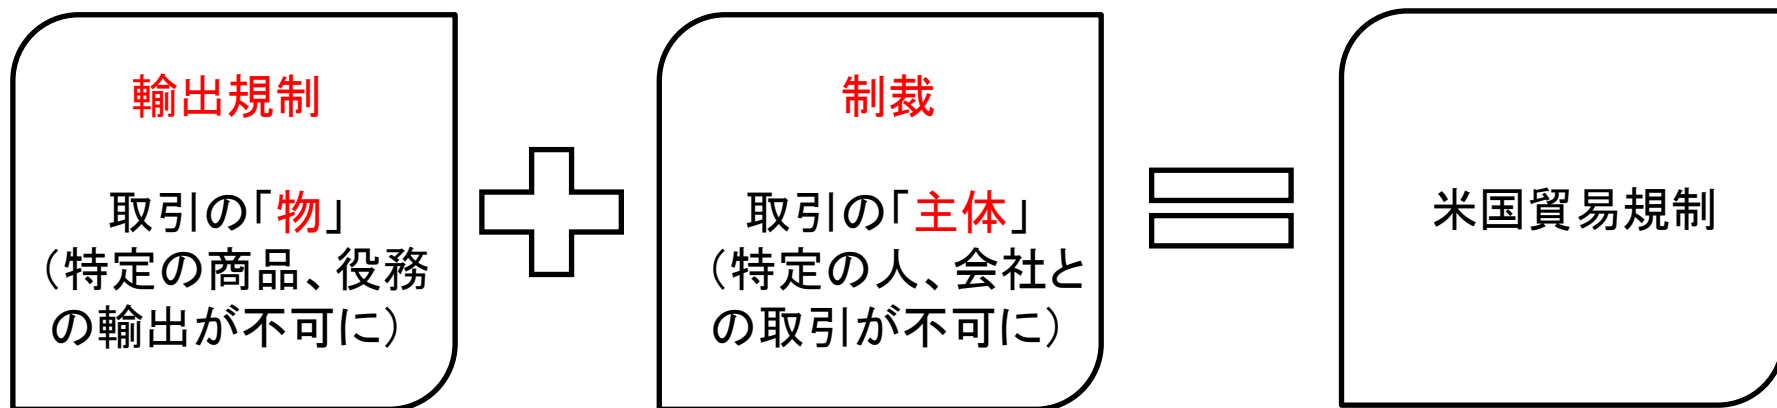 輸出規制
取引の「物」
（特定の商品、役務
の輸出が不可に）
制裁
取引の「主体」
（特定の人、会社と
の取引が不可に）
米国貿易規制